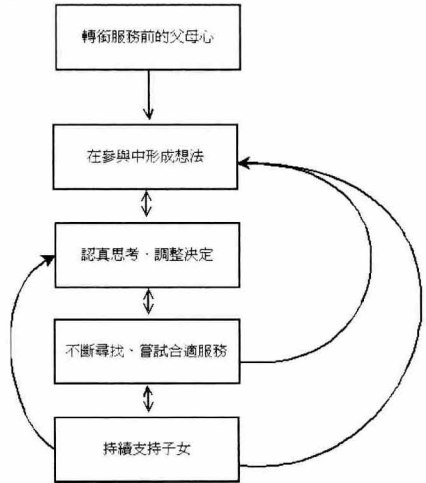 轉銜服務前的父母心
在參與中形成想法
認真思考、調整決定
不斷尋找、嘗試合適服務
持續支持子女